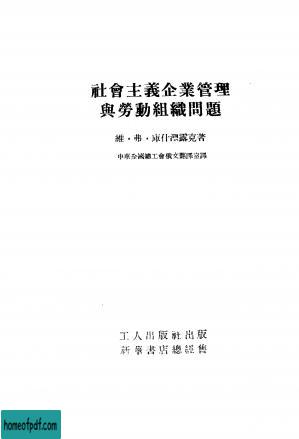 社會主義企業管理
與勞動組織問題
維·弗·庫什涅露克著
中華全國總工會俄文翻譯室譯
工人出版社出版
新華書店總經售
homeofpdf.com
homeofpdf.com